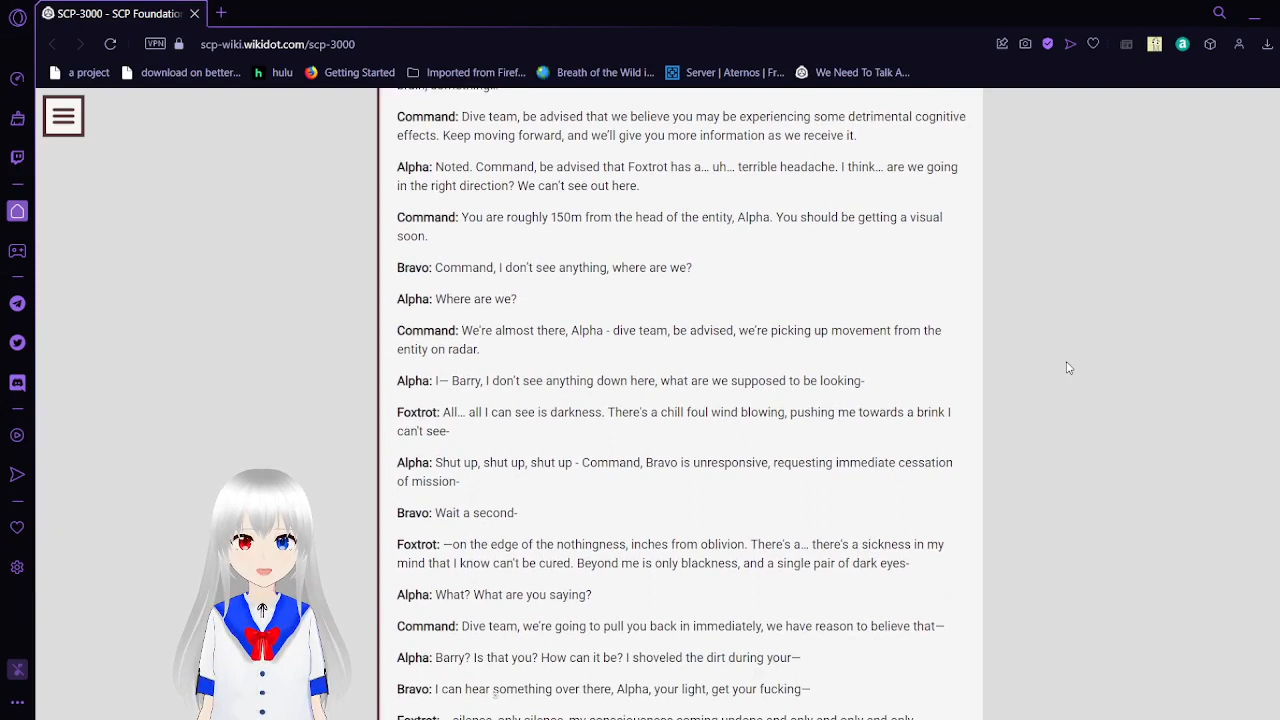 SCP-3000 - SCP Foundatio
VPN
scp-wiki.wikidot.com/scp-3000
a project
download on better...
hulu
Getting Started
Imported from Firef...
Breath of the Wild i...
Server | Aternos | Fr...
We Need To Talk A...
Command: Dive team, be advised that we believe you may be experiencing some detrimental cognitive
effects. Keep moving forward, and we'll give you more information as we receive it.
Alpha: Noted. Command, be advised that Foxtrot has a… uh… terrible headache. I think… are we going
in the right direction? We can't see out here.
Command: You are roughly 150m from the head of the entity, Alpha. You should be getting a visual
soon.
Bravo: Command, I don't see anything, where are we?
Alpha: Where are we?
Command: We're almost there, Alpha - dive team, be advised, we're picking up movement from the
entity on radar.
Alpha: I— Barry, I don't see anything down here, what are we supposed to be looking-
Foxtrot: All… all I can see is darkness. There's a chill foul wind blowing, pushing me towards a brink I
can't see-
Alpha: Shut up, shut up, shut up - Command, Bravo is unresponsive, requesting immediate cessation
of mission-
Bravo: Wait a second-
Foxtrot: —on the edge of the nothingness, inches from oblivion. There's a… there's a sickness in my
mind that I know can't be cured. Beyond me is only blackness, and a single pair of dark eyes-
Alpha: What? What are you saying?
Command: Dive team, we're going to pull you back in immediately, we have reason to believe that—
Alpha: Barry? Is that you? How can it be? I shoveled the dirt during your—
Bravo: I can hear something over there, Alpha, your light, get your fucking—